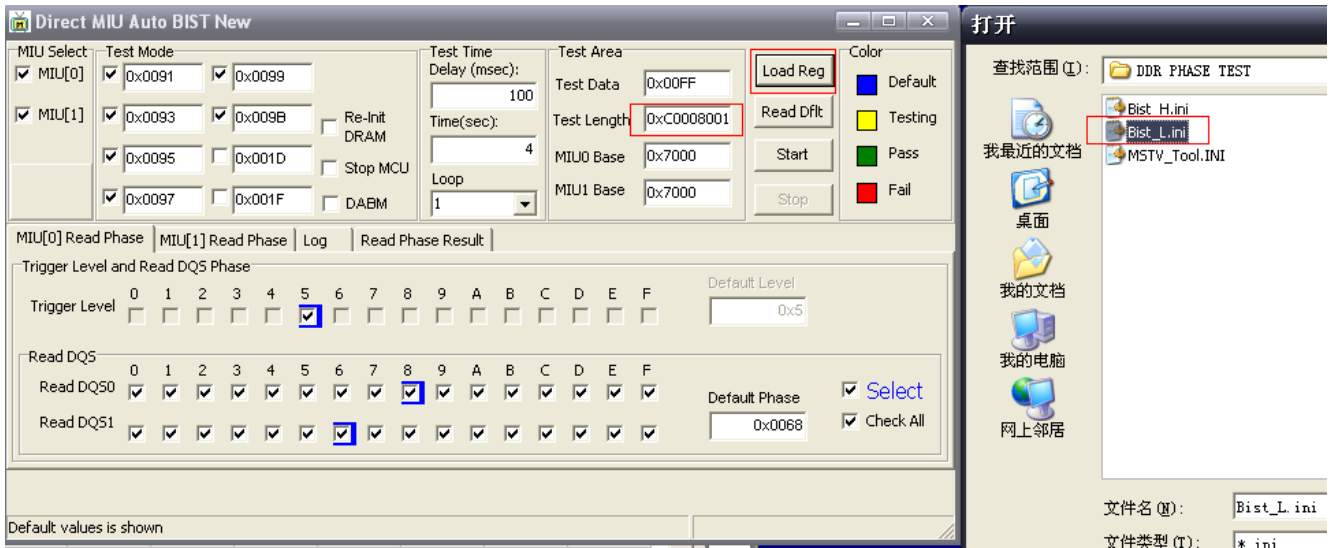 Direct MIU Auto BIST New
MIU Select
MIU[0]
MIU[1]
Test Mode
0x0091
0x0099
0x0093
0x009B
0x0095
0x001D
0x0097
0x001F
Re-Init
DRAM
Stop MCU
DABM
Test Time
Delay (msec):
100
Time(sec):
4
Loop
1
Test Area
Test Data 0x00FF
Test Length 0xC0008001
MIU0 Base 0x7000
MIU1 Base 0x7000
Load Reg
Read Dflt
Start
Stop
Color
Default
Testing
Pass
Fail
MIU[0] Read Phase MIU[1] Read Phase Log Read Phase Result
Trigger Level and Read DQS Phase
0 1 2 3 4 5 6 7 8 9 A B C D E F
Trigger Level
Default Level
0x5
Read DQS
0 1 2 3 4 5 6 7 8 9 A B C D E F
Read DQS0
Read DQS1
Default Phase
0x0068
Select
Check All
Default values is shown
打开
查找范围(I): DDR PHASE TEST
Bist_H.ini
Bist_L.ini
MSTV_Tool.INI
我最近的文档
桌面
我的文档
我的电脑
网上邻居
文件名(N): Bist_L.ini
文件类型(T): *.ini